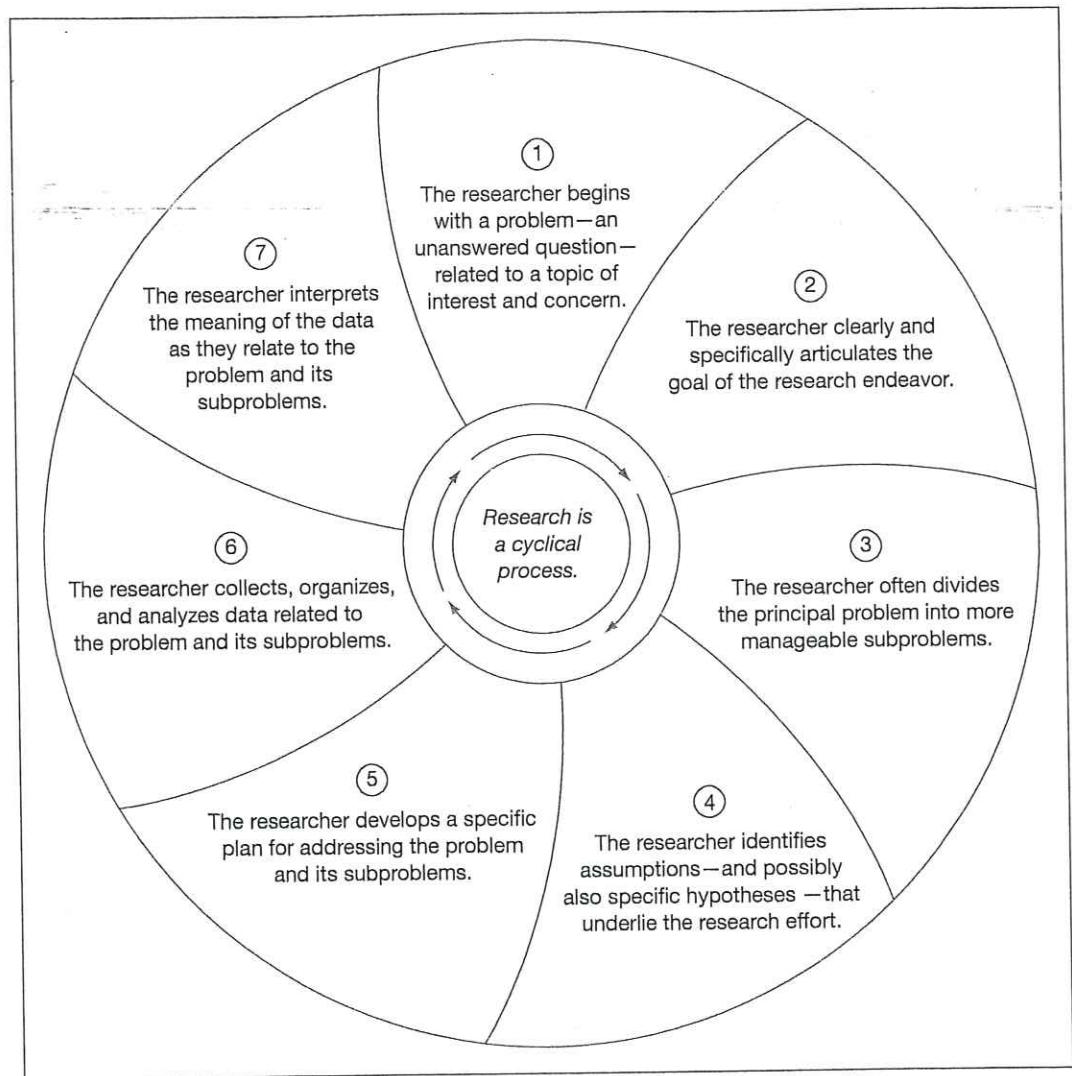 1
The researcher begins
with a problem—an
unanswered question—
related to a topic of
interest and concern.
2
The researcher clearly and
specifically articulates the
goal of the research endeavor.
3
The researcher often divides
the principal problem into more
manageable subproblems.
4
The researcher identifies
assumptions—and possibly
also specific hypotheses —that
underlie the research effort.
5
The researcher develops a specific
plan for addressing the problem
and its subproblems.
6
The researcher collects, organizes,
and analyzes data related to
the problem and its subproblems.
7
The researcher interprets
the meaning of the data
as they relate to the
problem and its
subproblems.
Research is
a cyclical
process.